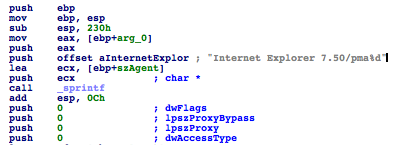 push ebp
mov ebp, esp
sub esp, 230h
mov eax, [ebp+arg_0]
push eax
push offset aInternetExplor ; "Internet Explorer 7.50/pma%d"
lea ecx, [ebp+szAgent]
push ecx ; char *
call _sprintf
add esp, 0Ch
push 0 ; dwFlags
push 0 ; lpszProxyBypass
push 0 ; lpszProxy
push 0 ; dwAccessType